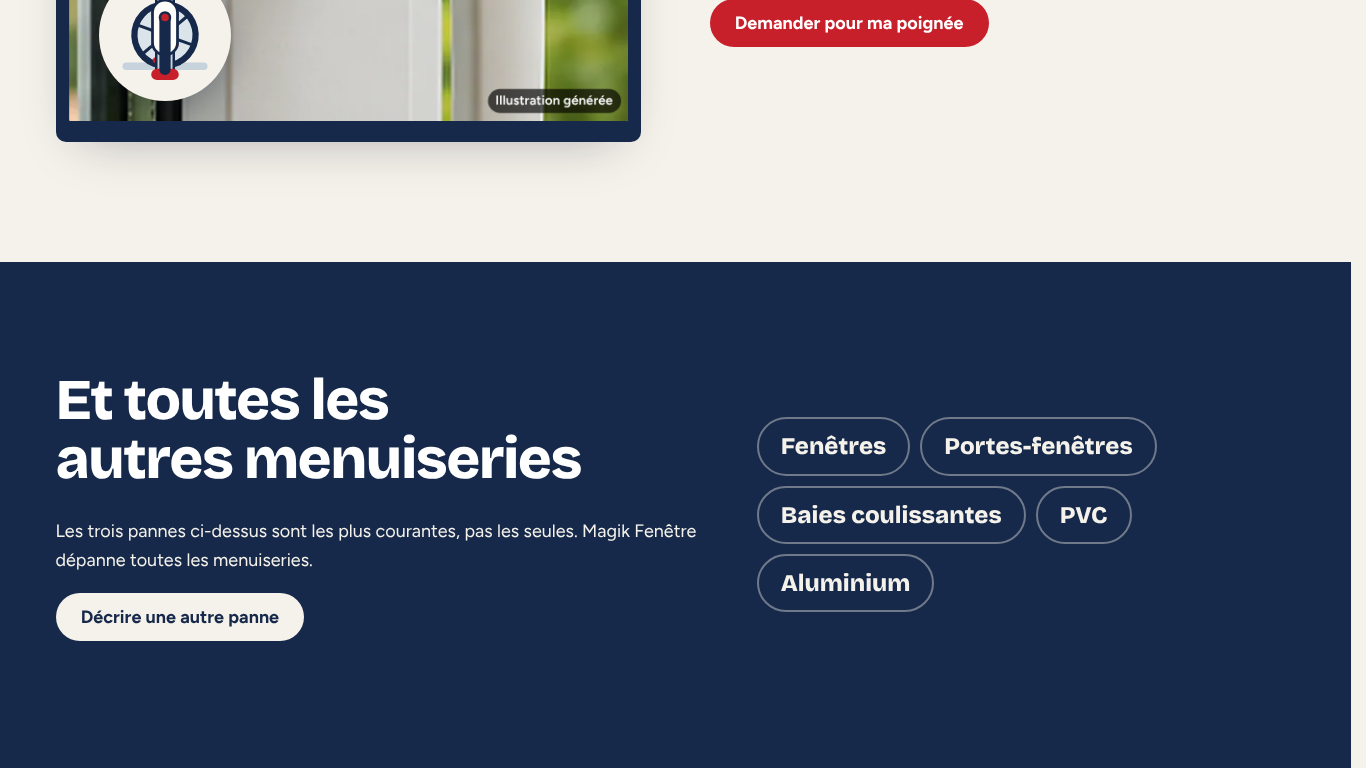 Demander pour ma poignée
Illustration générée
Et toutes les
autres menuiseries
Les trois pannes ci-dessus sont les plus courantes, pas les seules. Magik Fenêtre
dépanne toutes les menuiseries.
Décrire une autre panne
Fenêtres
Portes-fenêtres
Baies coulissantes
PVC
Aluminium